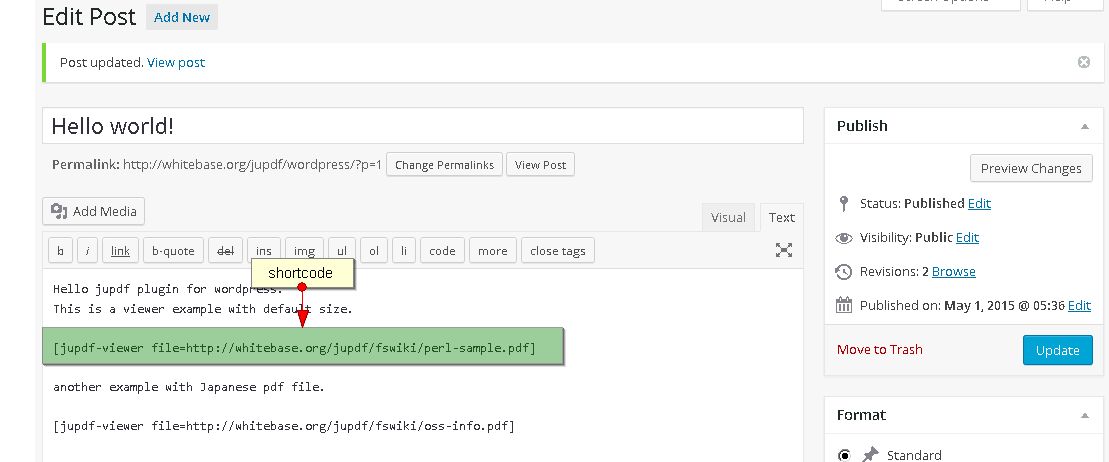 Edit Post Add New
Post updated. View post
Hello world!
Permalink: http://whitebase.org/jupdf/wordpress/?p=1 Change Permalinks View Post
Add Media
Visual Text
b i link b-quote del ins img ul ol li code more close tags
shortcode
Hello jupdf plugin for wordpress.
This is a viewer example with default size.
[jupdf-viewer file=http://whitebase.org/jupdf/fswiki/perl-sample.pdf]
another example with Japanese pdf file.
[jupdf-viewer file=http://whitebase.org/jupdf/fswiki/oss-info.pdf]
Publish
Preview Changes
Status: Published Edit
Visibility: Public Edit
Revisions: 2 Browse
Published on: May 1, 2015 @ 05:36 Edit
Move to Trash Update
Format
Standard